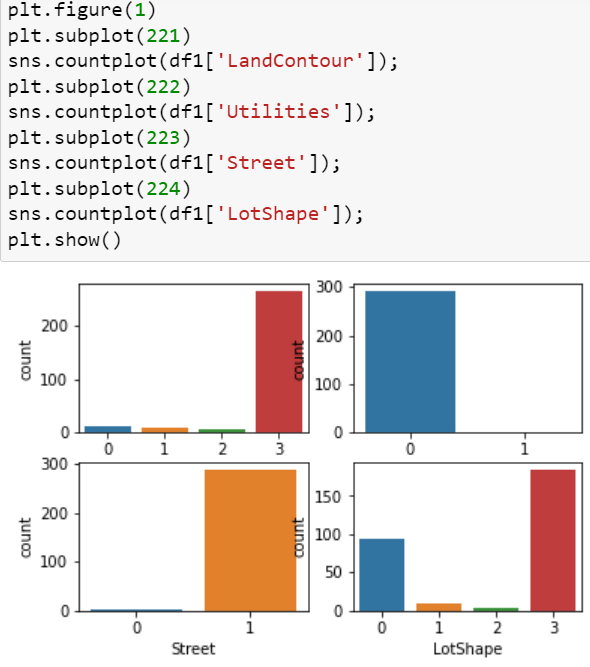 plt.figure(1)
plt.subplot(221)
sns.countplot(df1['LandContour']);
plt.subplot(222)
sns.countplot(df1['Utilities']);
plt.subplot(223)
sns.countplot(df1['Street']);
plt.subplot(224)
sns.countplot(df1['LotShape']);
plt.show()
200
100
0
count
0 1 2 3
300
200
100
0
count
0 1
300
200
100
0
count
0 1
Street
150
100
50
0
count
0 1 2 3
LotShape